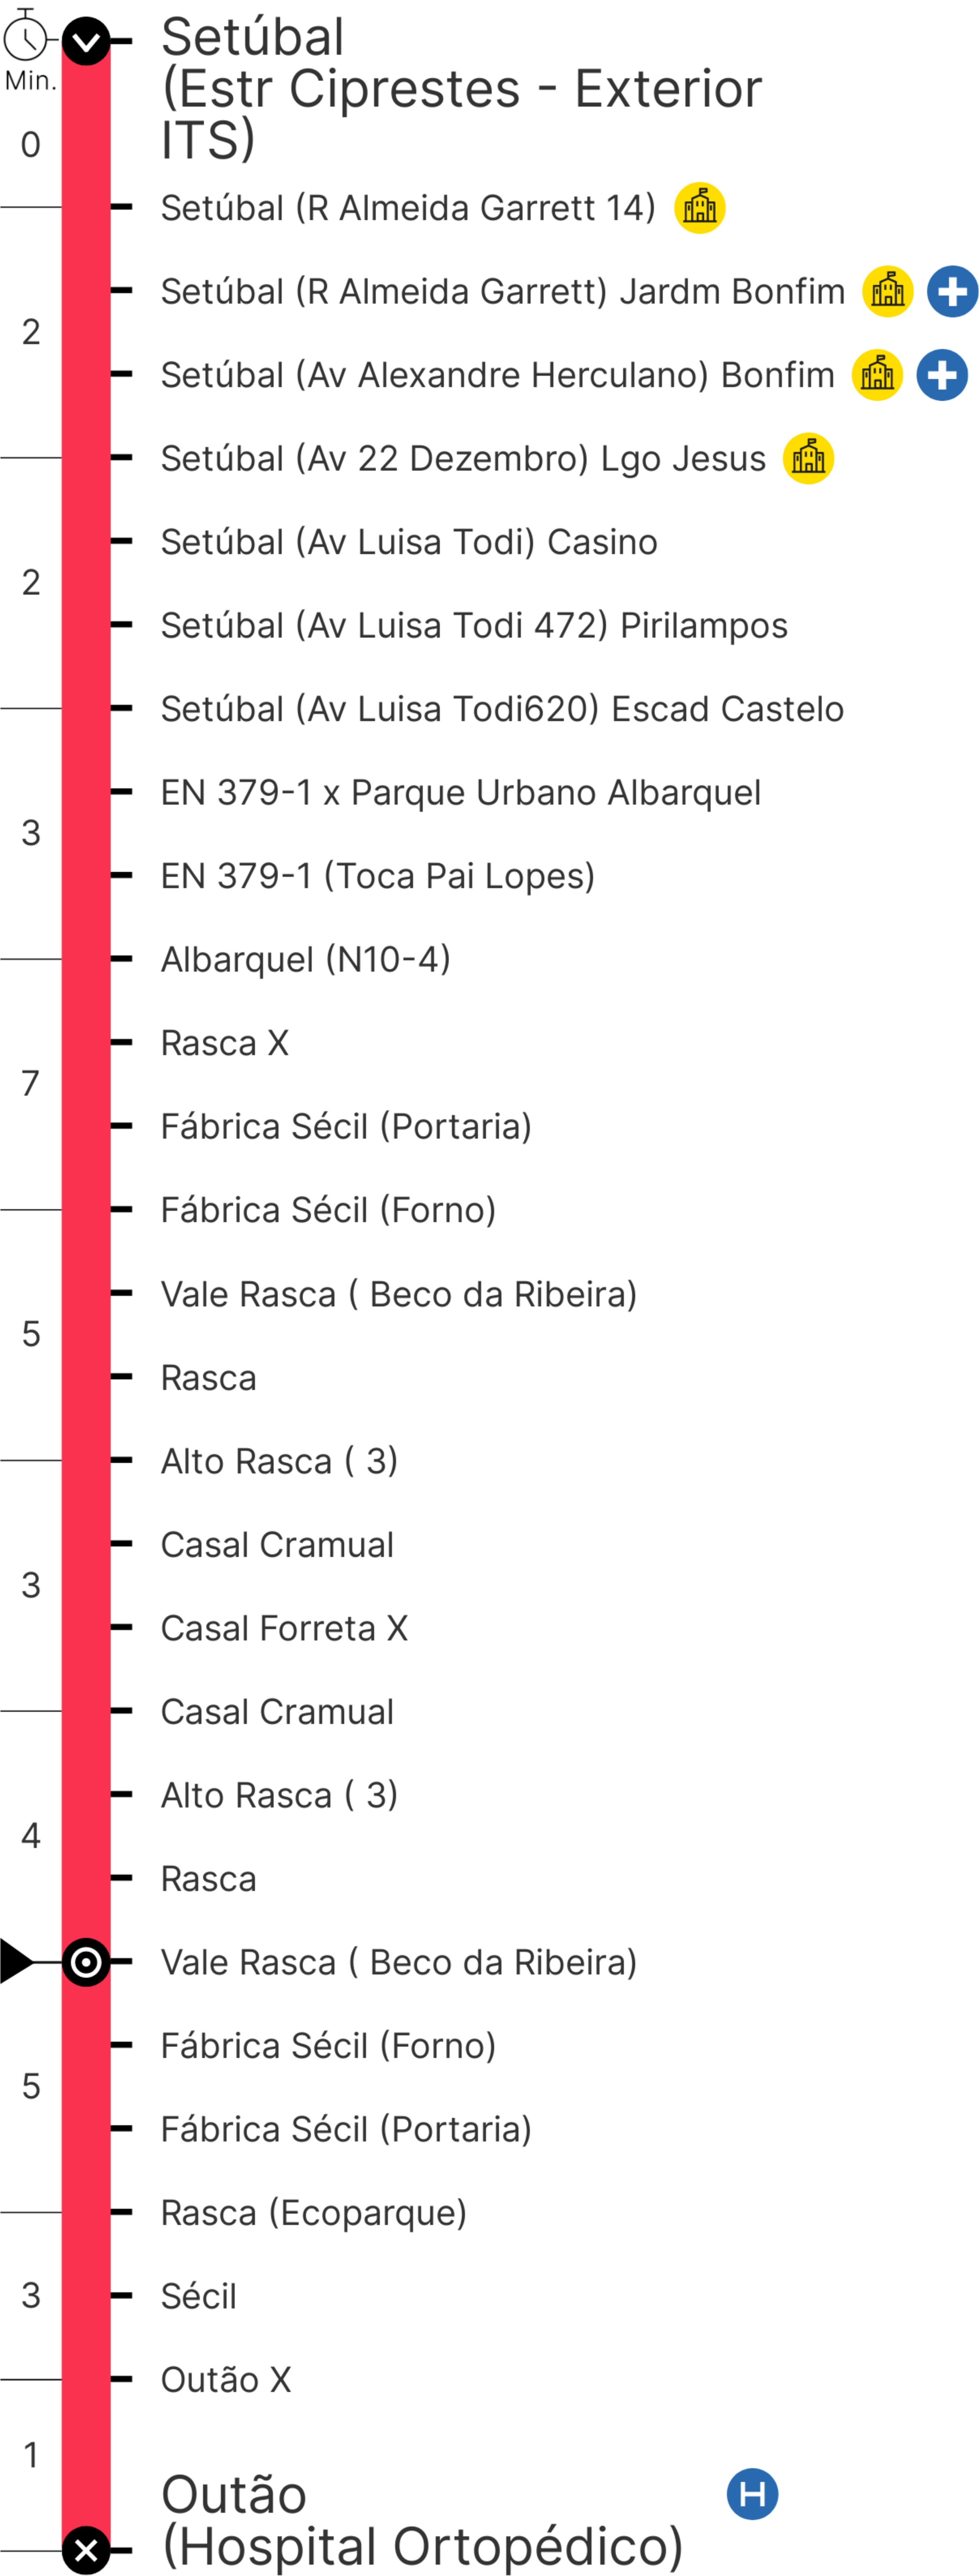 Setúbal
(Estr Ciprestes - Exterior
ITS)
Min.
0
Setúbal (R Almeida Garrett 14)
Setúbal (R Almeida Garrett) Jardm Bonfim
2
Setúbal (Av Alexandre Herculano) Bonfim
Setúbal (Av 22 Dezembro) Lgo Jesus
Setúbal (Av Luisa Todi) Casino
2
Setúbal (Av Luisa Todi 472) Pirilampos
Setúbal (Av Luisa Todi620) Escad Castelo
EN 379-1 x Parque Urbano Albarquel
3
EN 379-1 (Toca Pai Lopes)
Albarquel (N10-4)
Rasca X
7
Fábrica Sécil (Portaria)
Fábrica Sécil (Forno)
Vale Rasca ( Beco da Ribeira)
5
Rasca
Alto Rasca ( 3)
Casal Cramual
3
Casal Forreta X
Casal Cramual
Alto Rasca ( 3)
4
Rasca
Vale Rasca ( Beco da Ribeira)
Fábrica Sécil (Forno)
5
Fábrica Sécil (Portaria)
Rasca (Ecoparque)
3
Sécil
Outão X
1
Outão
(Hospital Ortopédico)
H